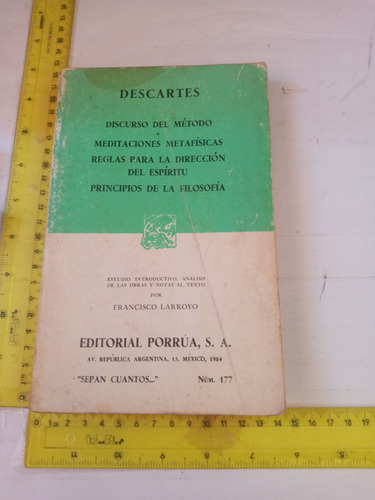 DESCARTES
DISCURSO DEL MÉTODO
MEDITACIONES METAFÍSICAS
REGLAS PARA LA DIRECCIÓN
DEL ESPÍRITU
PRINCIPIOS DE LA FILOSOFÍA
ESTUDIO INTRODUCTIVO, ANÁLISIS
DE LAS OBRAS Y NOTAS AL TEXTO
POR
FRANCISCO LARROYO
EDITORIAL PORRÚA, S. A.
AV. REPÚBLICA ARGENTINA, 15. MÉXICO, 1984
"SEPAN CUANTOS..." NÚM. 177